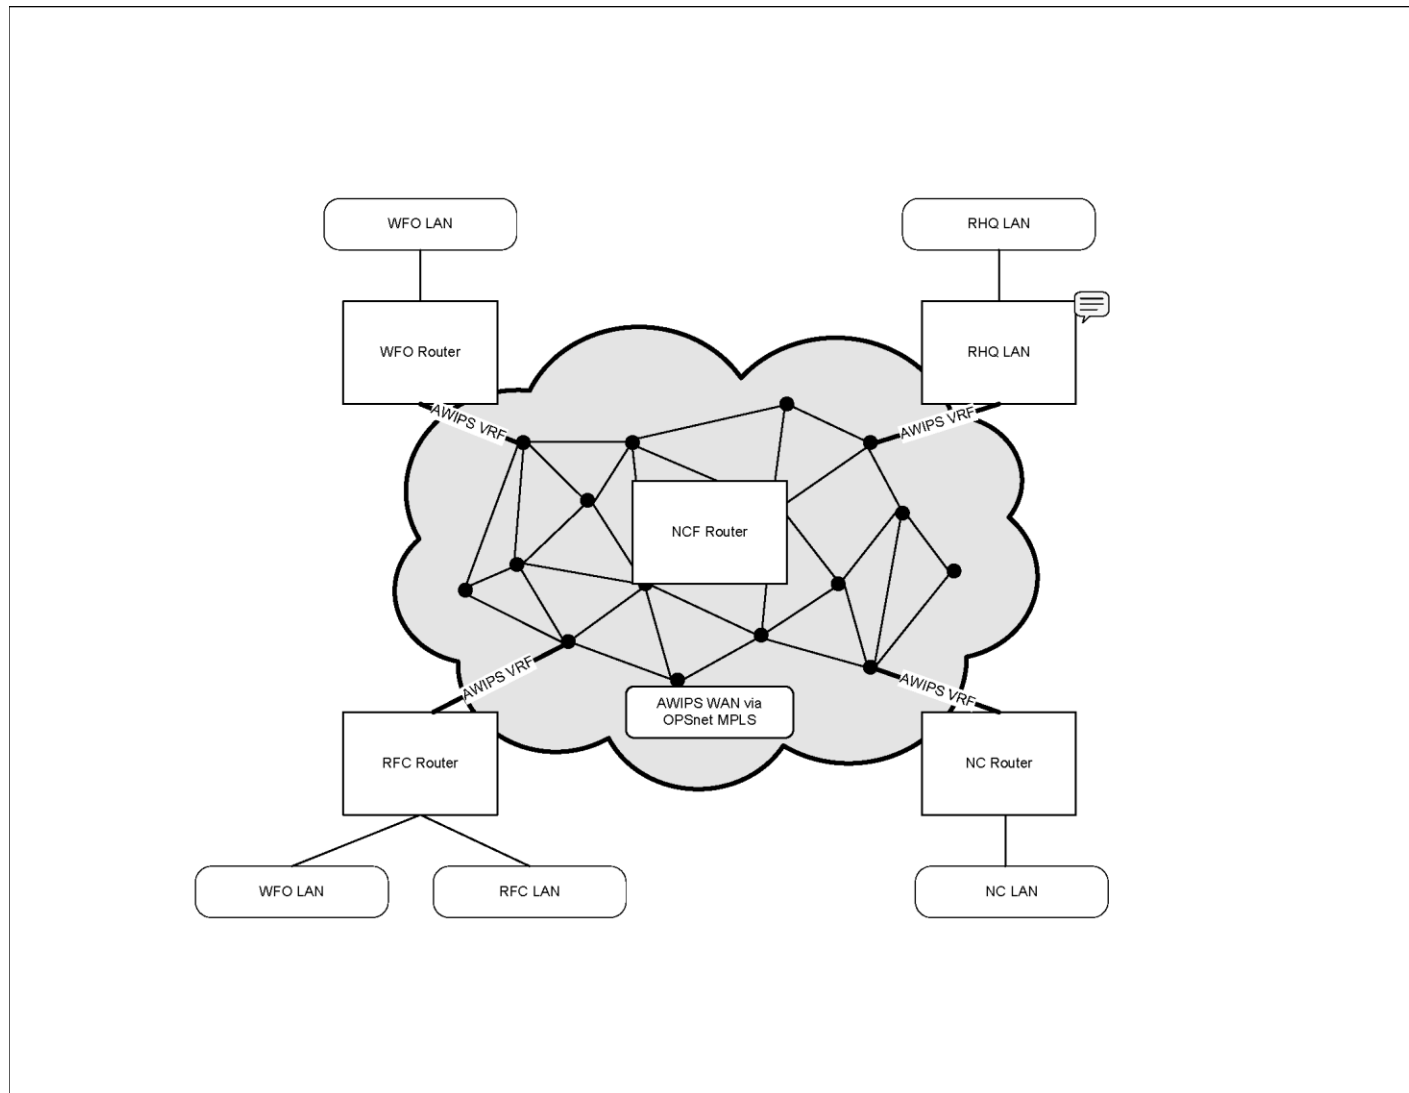 WFO LAN
RHQ LAN
WFO Router
RHQ LAN
AWIPS VRF
AWIPS VRF
NCF Router
AWIPS VRF
AWIPS VRF
AWIPS WAN via
OPSnet MPLS
RFC Router
NC Router
WFO LAN
RFC LAN
NC LAN